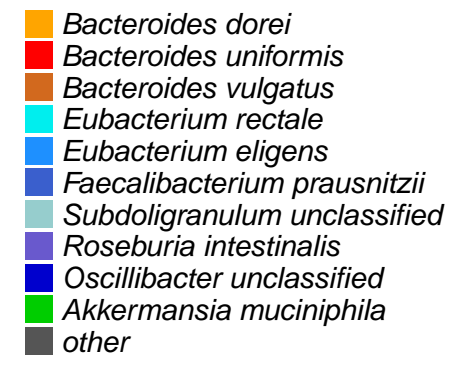 Bacteroides dorei
Bacteroides uniformis
Bacteroides vulgatus
Eubacterium rectale
Eubacterium eligens
Faecalibacterium prausnitzii
Subdoligranulum unclassified
Roseburia intestinalis
Oscillibacter unclassified
Akkermansia muciniphila
other